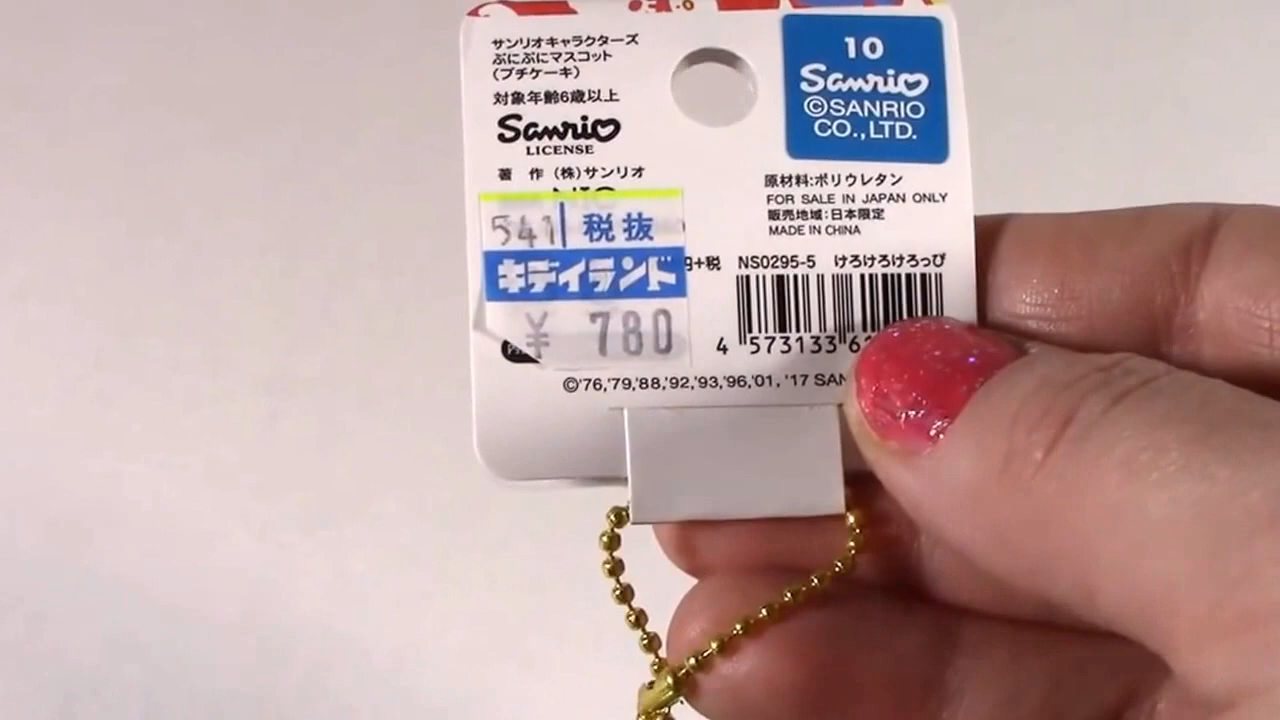 サンリオキャラクターズ
ぷにぷにマスコット
(プチケーキ)
対象年齢6歳以上
Sanrio
LICENSE
著 作 (株)サンリオ
10
Sanrio
©SANRIO
CO.,LTD.
原材料:ポリウレタン
FOR SALE IN JAPAN ONLY
販売地域:日本限定
MADE IN CHINA
541 税抜
キデイランド
¥ 780
円+税 NS0295-5 けろけろけろっぴ
4 573133 6
©'76,'79,'88,'92,'93,'96,'01, '17 SAN